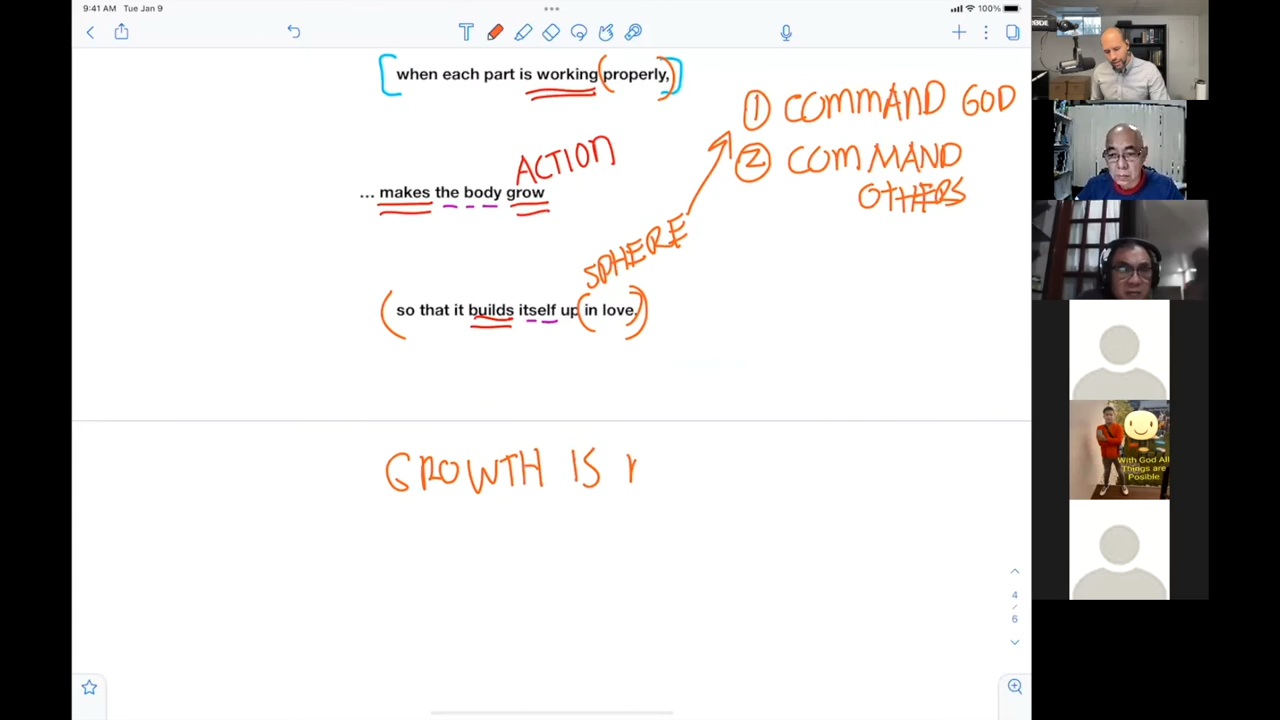 9:41 AM Tue Jan 9
100%
[when each part is working (properly,)]
① COMMAND GOD
② COMMAND
OTHERS
ACTION
... makes the body grow
SPHERE
(so that it builds itself up (in love.))
GROWTH IS
4
/
6
With God All
Things are
Posible